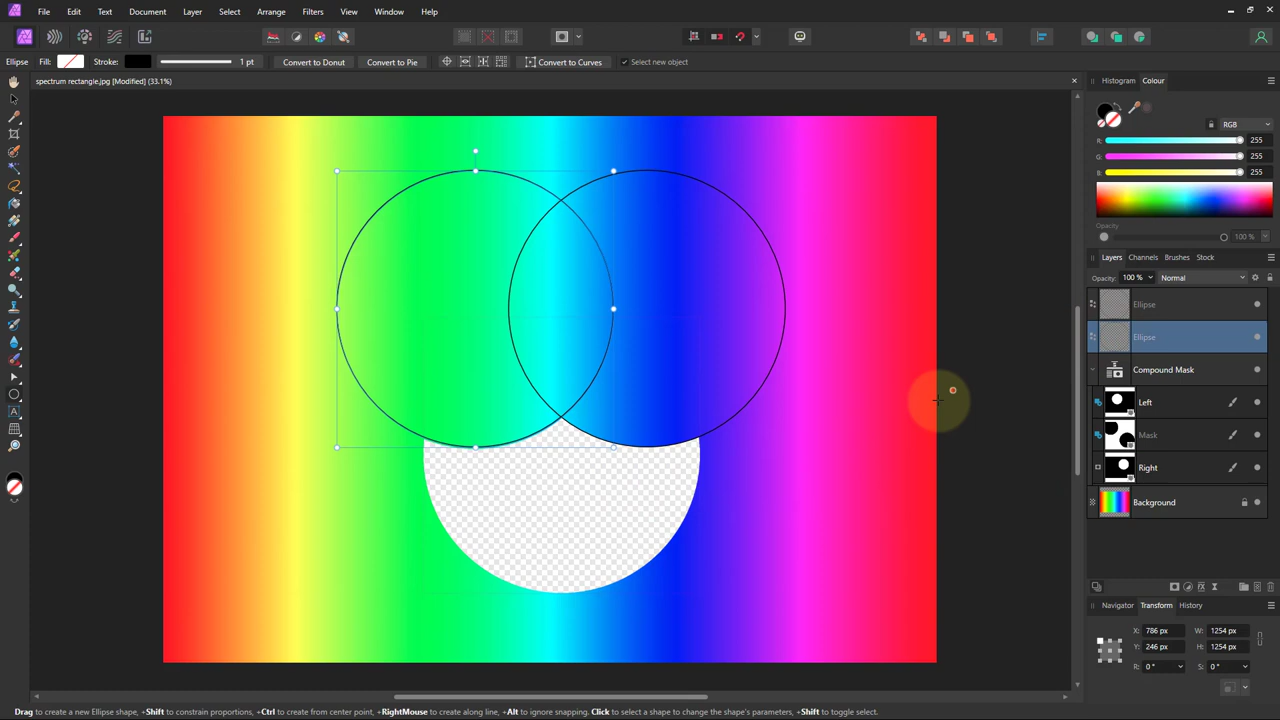 File Edit Text Document Layer Select Arrange Filters View Window Help
Ellipse Fill: Stroke: 1 pt Convert to Donut Convert to Pie Convert to Curves Select new object
spectrum rectangle.jpg [Modified] (33.1%)
Histogram Colour
RGB
R: 255
G: 255
B: 255
Opacity
100 %
Layers Channels Brushes Stock
Opacity: 100 % Normal
Ellipse
Ellipse
Compound Mask
Left
Mask
Right
Background
Navigator Transform History
X: 786 px W: 1254 px
Y: 246 px H: 1254 px
R: 0 ° S: 0 °
Drag to create a new Ellipse shape, +Shift to constrain proportions, +Ctrl to create from center point, +RightMouse to create along line, +Alt to ignore snapping. Click to select a shape to change the shape's parameters, +Shift to toggle select.